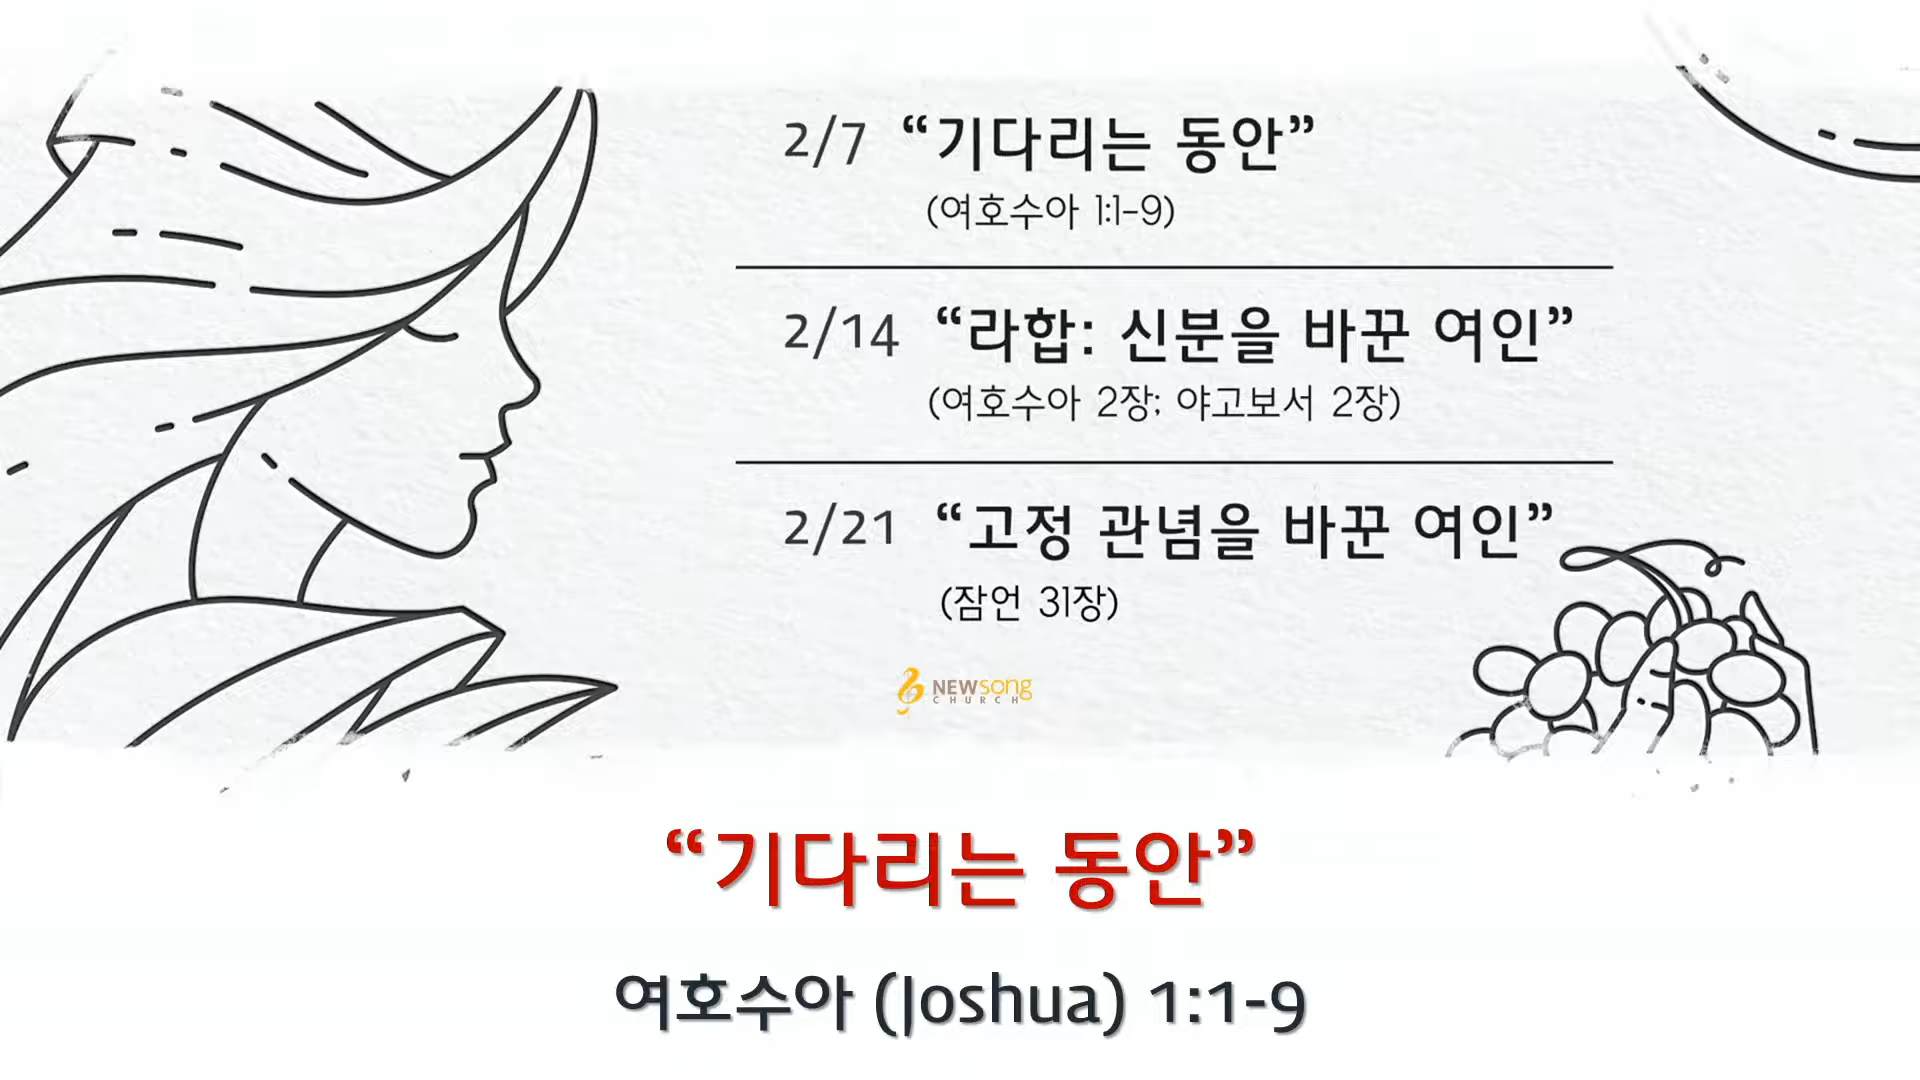 2/7 “기다리는 동안”
(여호수아 1:1-9)
2/14 “라합: 신분을 바꾼 여인”
(여호수아 2장; 야고보서 2장)
2/21 “고정 관념을 바꾼 여인”
(잠언 31장)
NEWsong
CHURCH
“기다리는 동안”
여호수아 (Joshua) 1:1-9